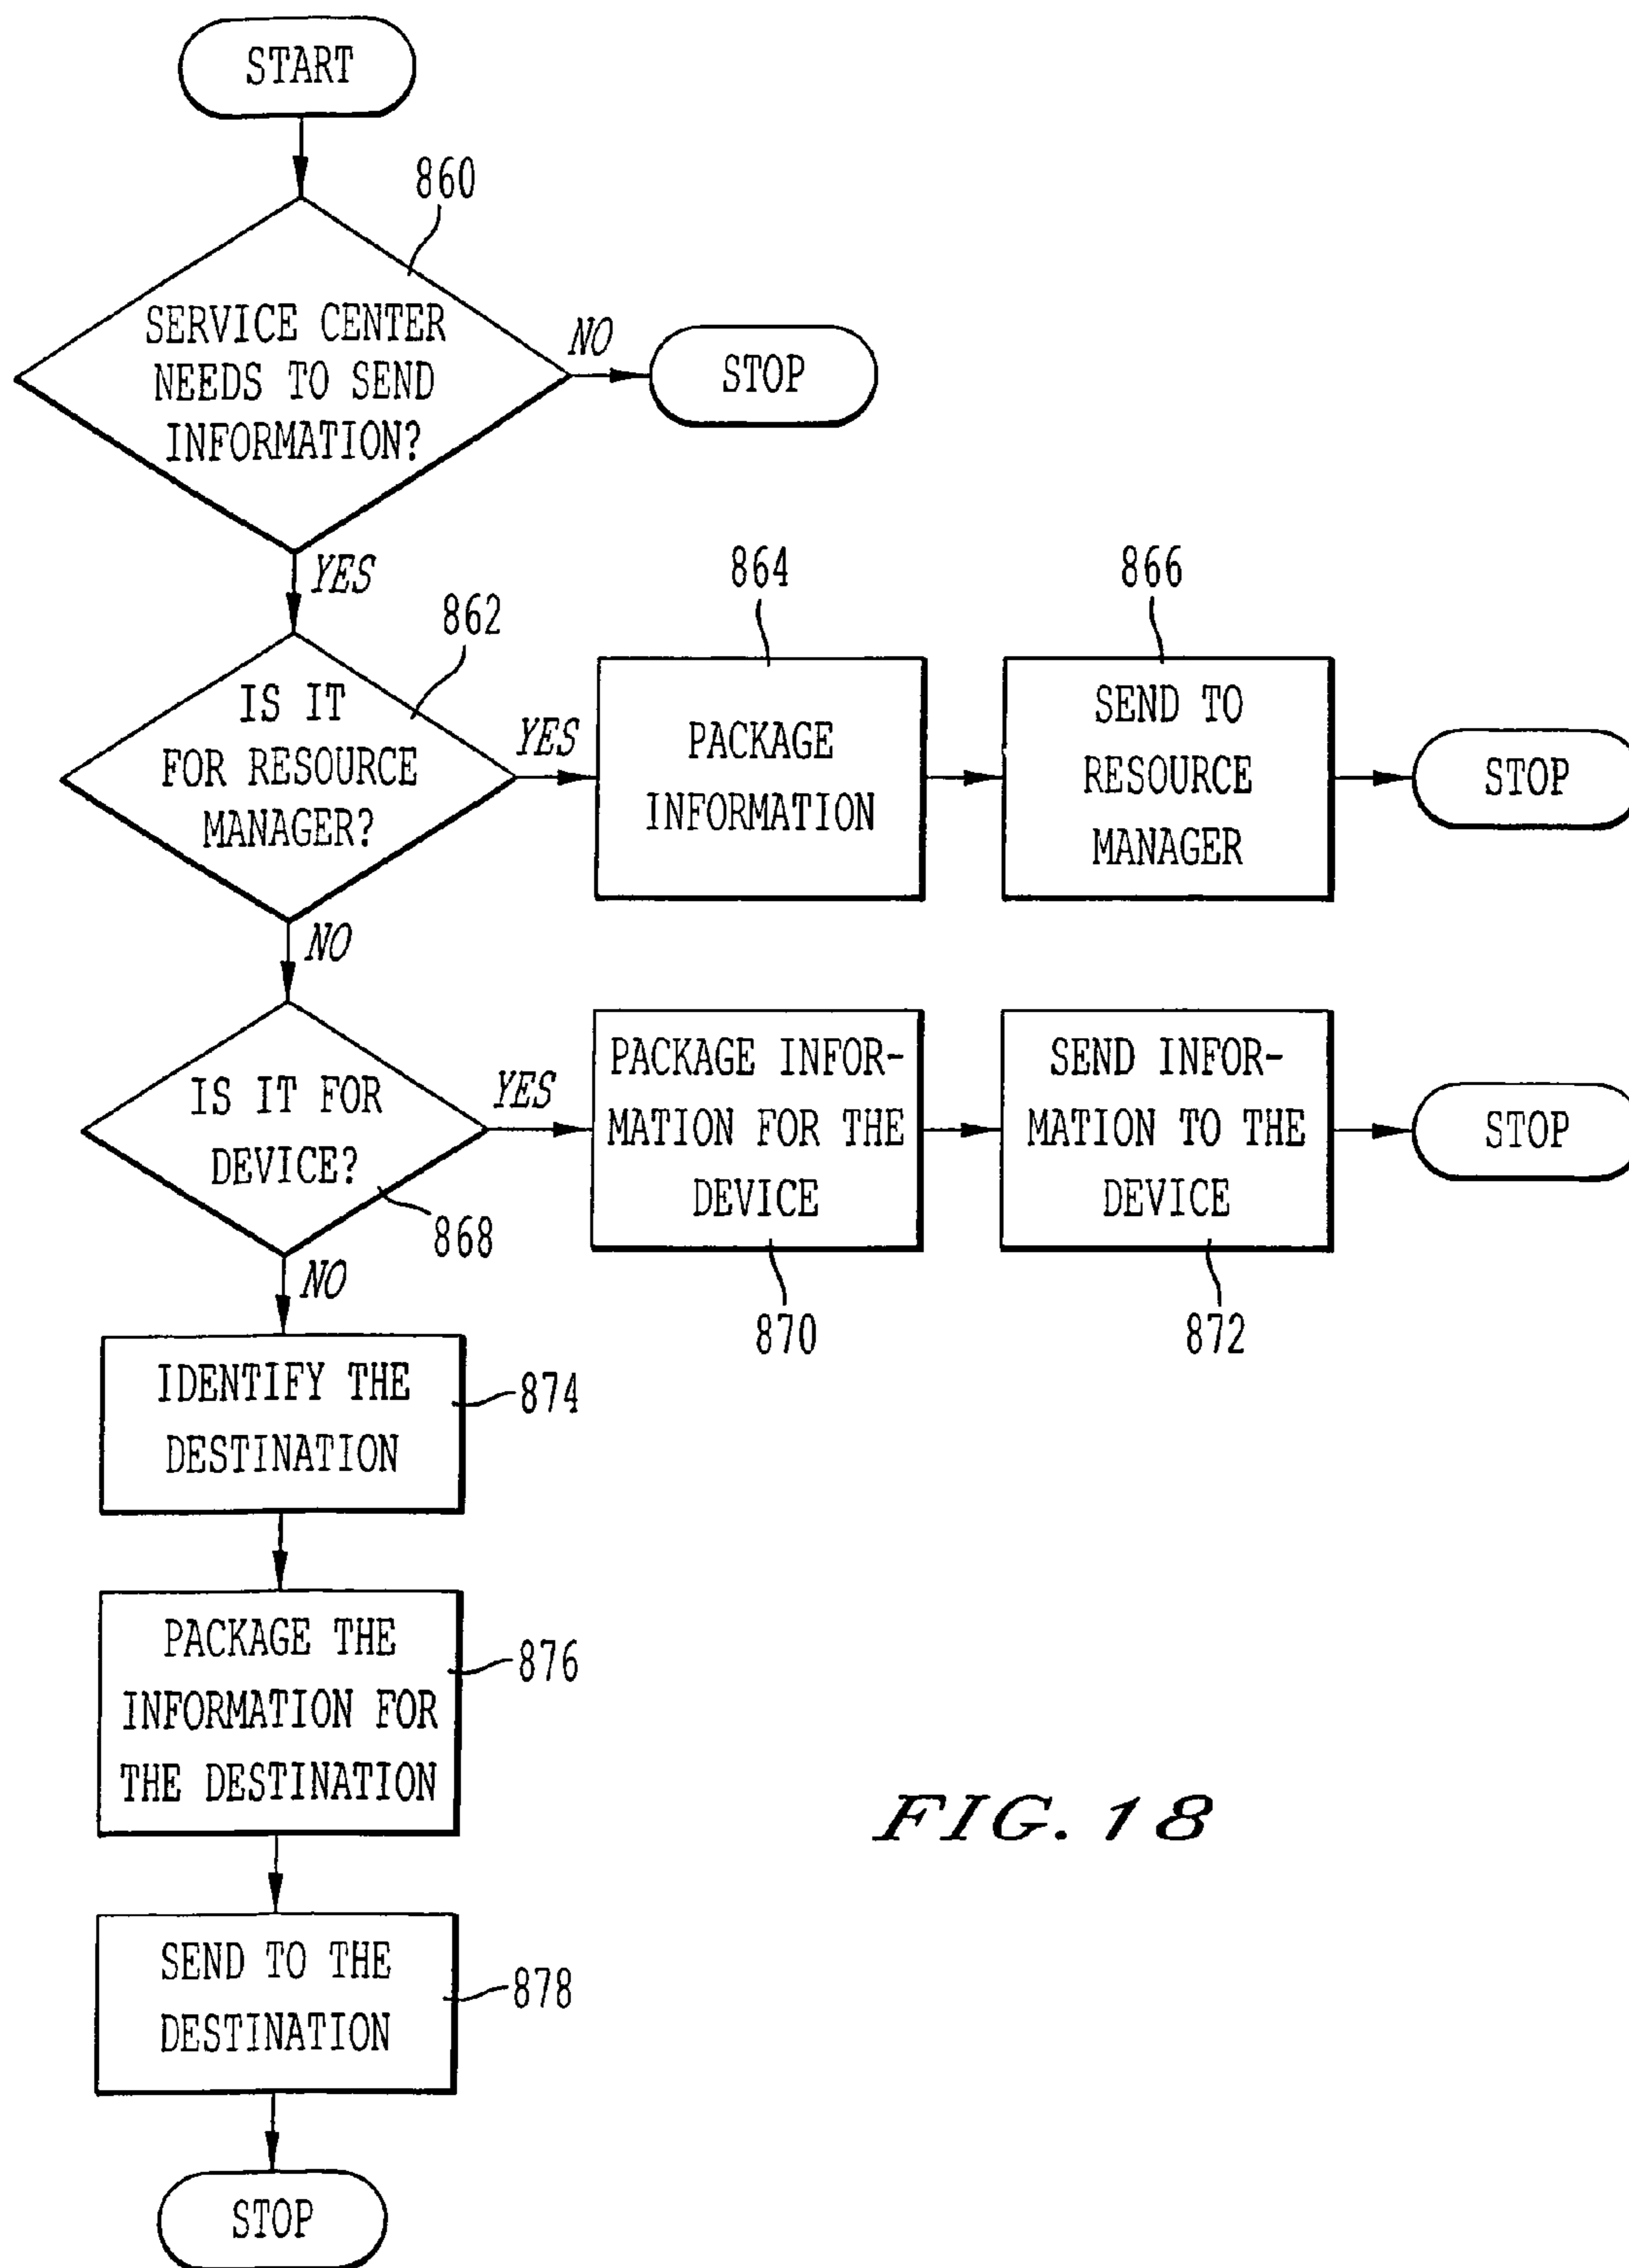 START
860
SERVICE CENTER
NEEDS TO SEND
INFORMATION?
NO
STOP
YES
862
IS IT
FOR RESOURCE
MANAGER?
YES
864
PACKAGE
INFORMATION
866
SEND TO
RESOURCE
MANAGER
STOP
NO
IS IT FOR
DEVICE?
868
YES
PACKAGE INFOR-
MATION FOR THE
DEVICE
870
SEND INFOR-
MATION TO THE
DEVICE
872
STOP
NO
IDENTIFY THE
DESTINATION
874
PACKAGE THE
INFORMATION FOR
THE DESTINATION
876
SEND TO THE
DESTINATION
878
STOP
FIG. 18